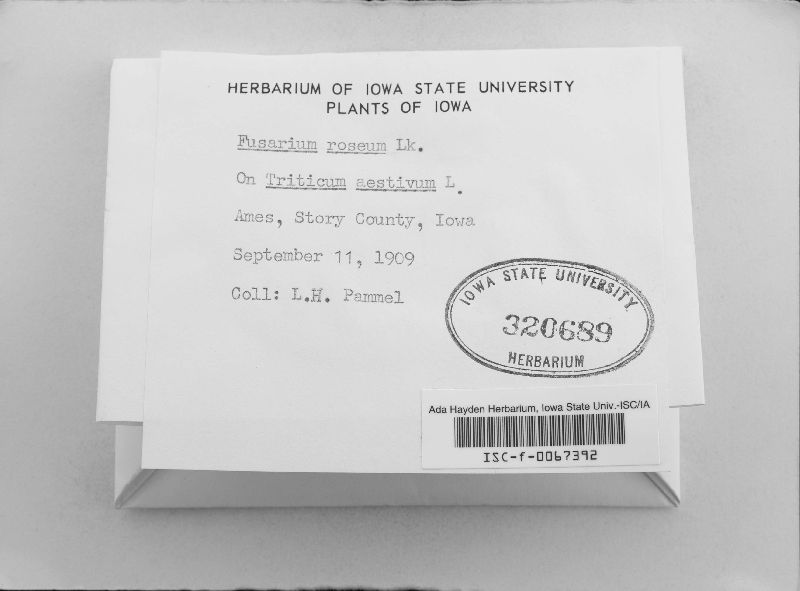 HERBARIUM OF IOWA STATE UNIVERSITY
PLANTS OF IOWA
Fusarium roseum Lk.
On Triticum aestivum L.
Ames, Story County, Iowa
September 11, 1909
Coll: L.H. Pammel
IOWA STATE UNIVERSITY
320689
HERBARIUM
Ada Hayden Herbarium, Iowa State Univ.-ISC/IA
ISC-f-0067392